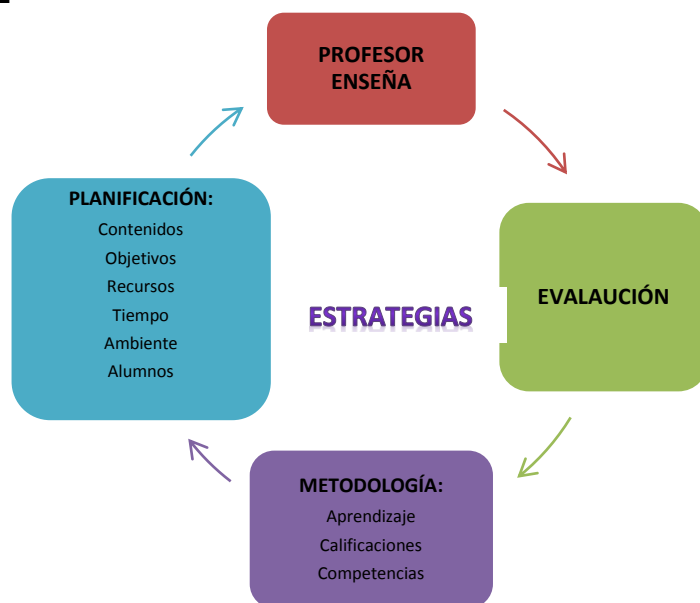 PROFESOR
ENSEÑA
PLANIFICACIÓN:
Contenidos
Objetivos
Recursos
Tiempo
Ambiente
Alumnos
ESTRATEGIAS
EVALAUCIÓN
METODOLOGÍA:
Aprendizaje
Calificaciones
Competencias